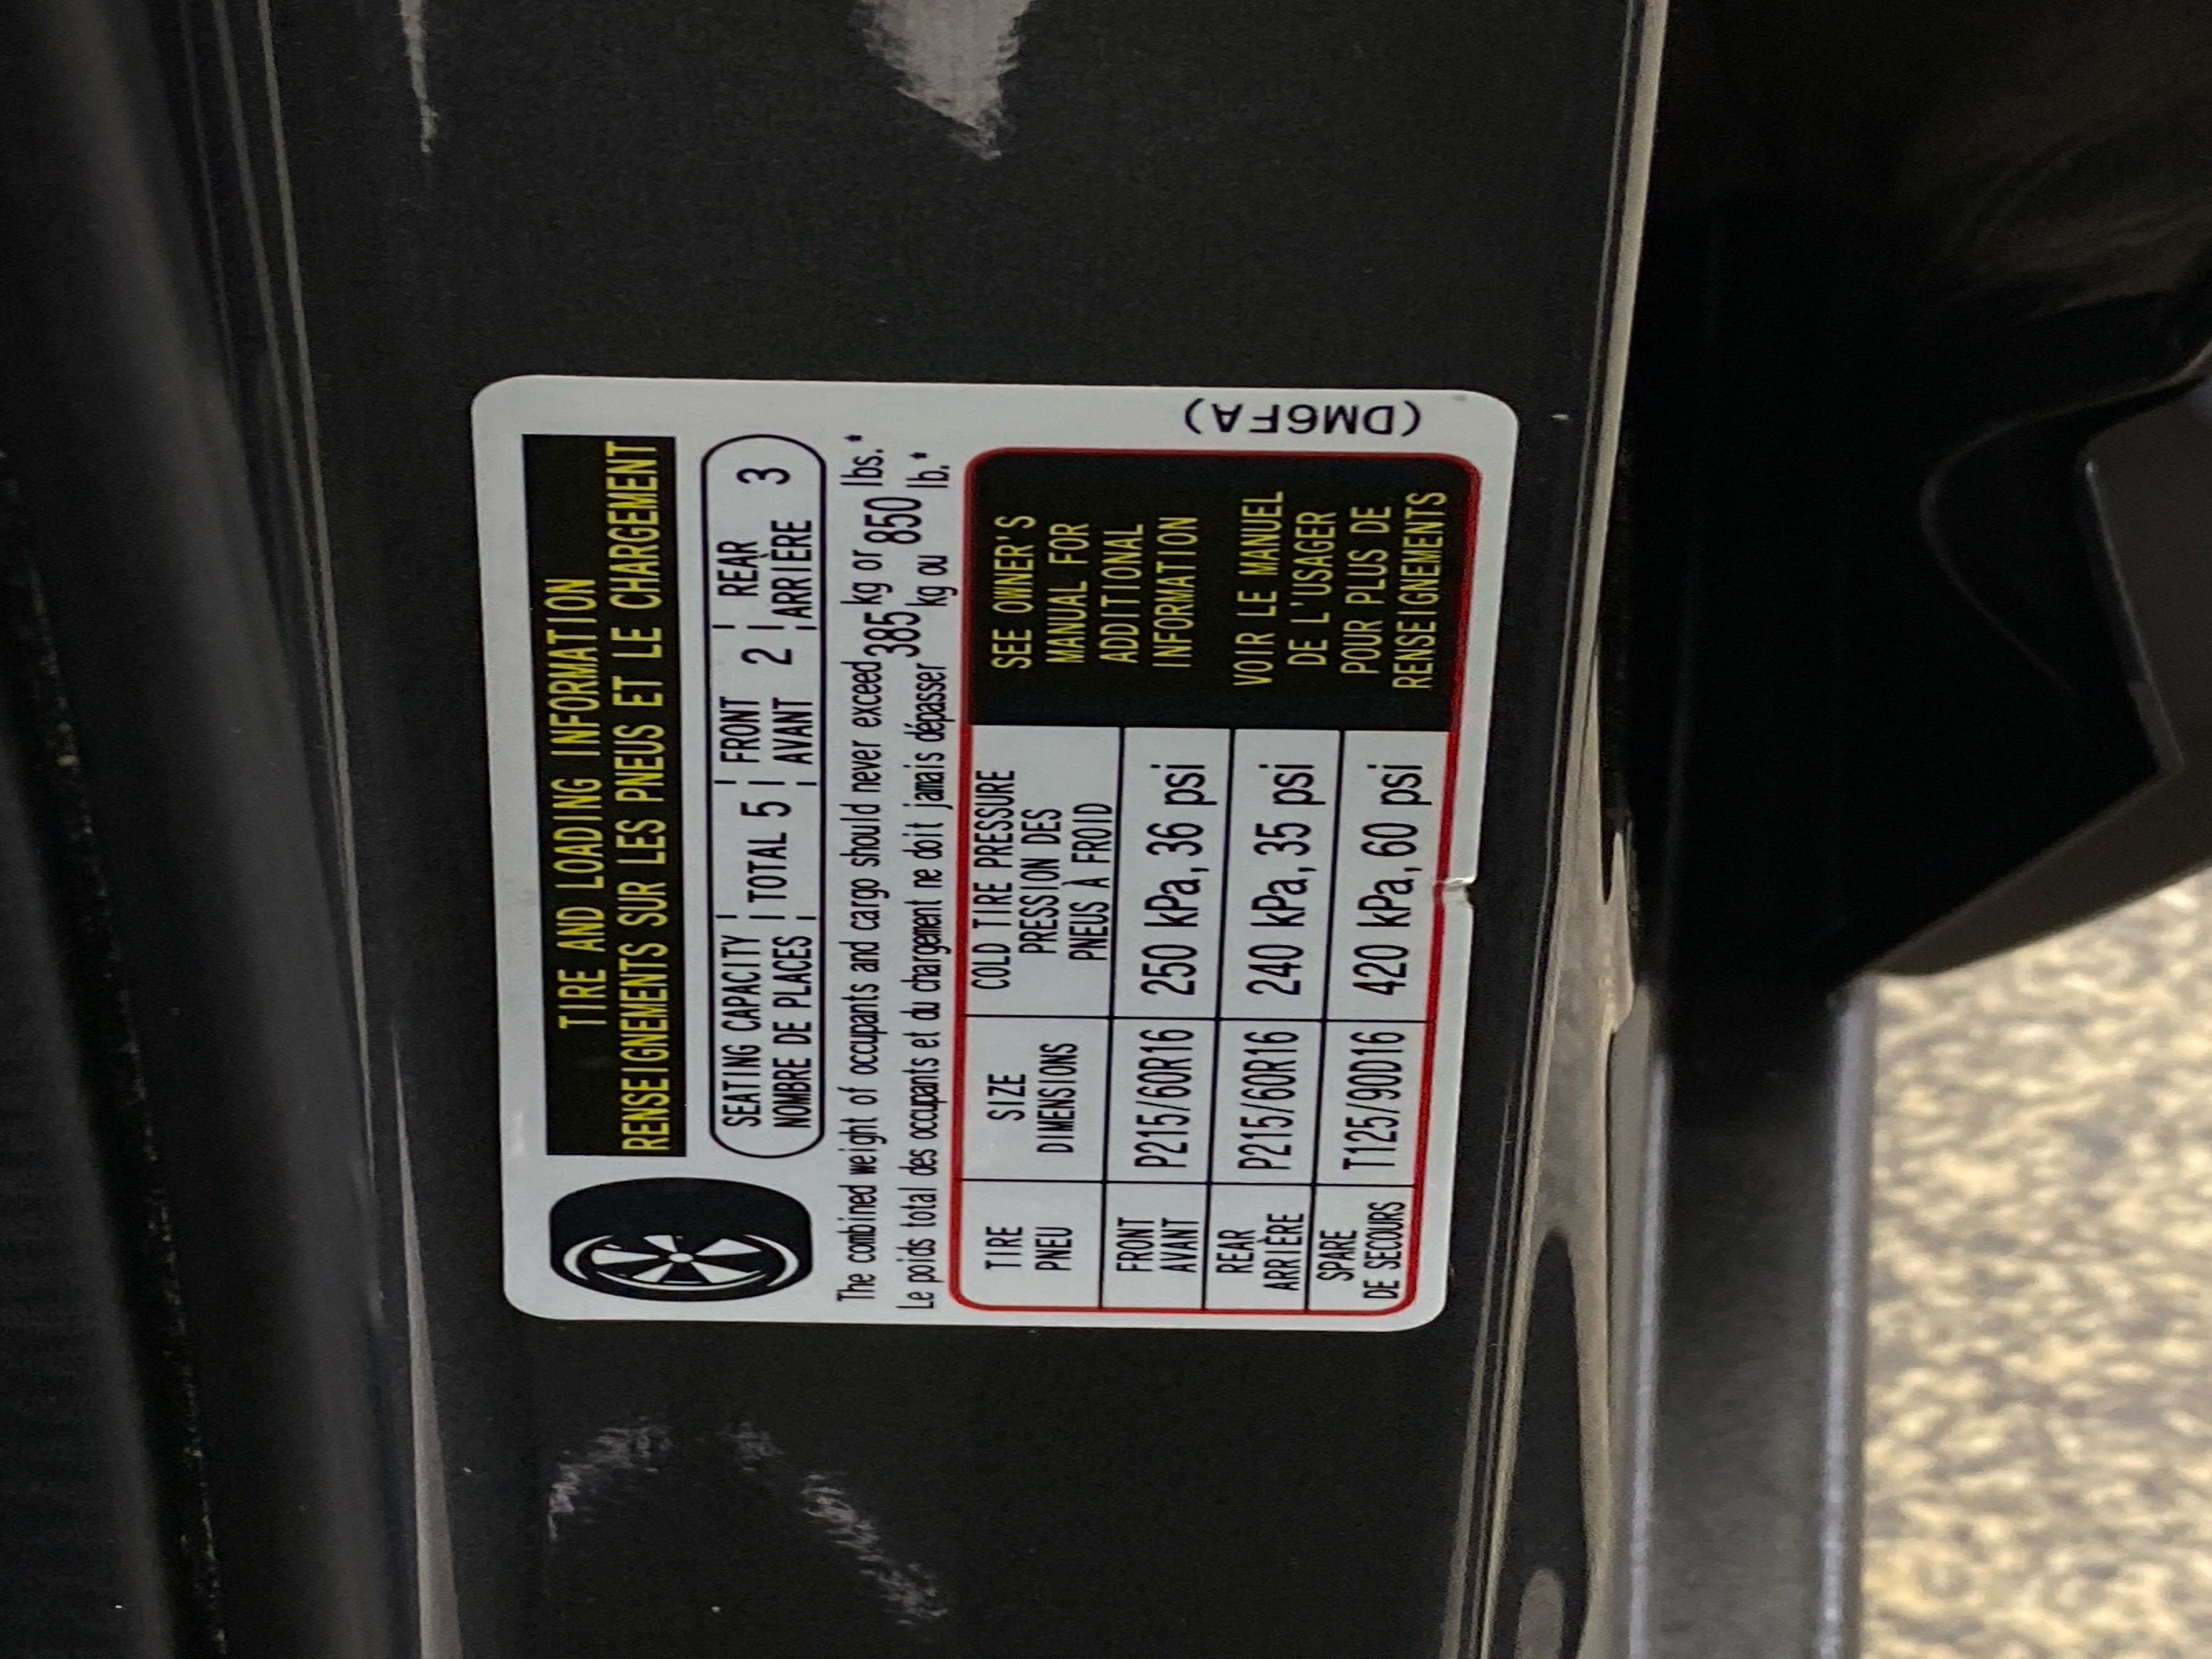 TIRE AND LOADING INFORMATION
RENSEIGNEMENTS SUR LES PNEUS ET LE CHARGEMENT
SEATING CAPACITY TOTAL 5 FRONT 2 REAR 3
NOMBRE DE PLACES AVANT ARRIÈRE
The combined weight of occupants and cargo should never exceed 385 kg or 850 lbs.*
Le poids total des occupants et du chargement ne doit jamais dépasser 385 kg ou 850 lb.*
TIRE
PNEU
SIZE
DIMENSIONS
COLD TIRE PRESSURE
PRESSION DES
PNEUS À FROID
FRONT
AVANT
P215/60R16
250 kPa, 36 psi
REAR
ARRIÈRE
P215/60R16
240 kPa, 35 psi
SPARE
DE SECOURS
T125/90D16
420 kPa, 60 psi
SEE OWNER'S
MANUAL FOR
ADDITIONAL
INFORMATION
VOIR LE MANUEL
DE L'USAGER
POUR PLUS DE
RENSEIGNEMENTS
(DM6FA)